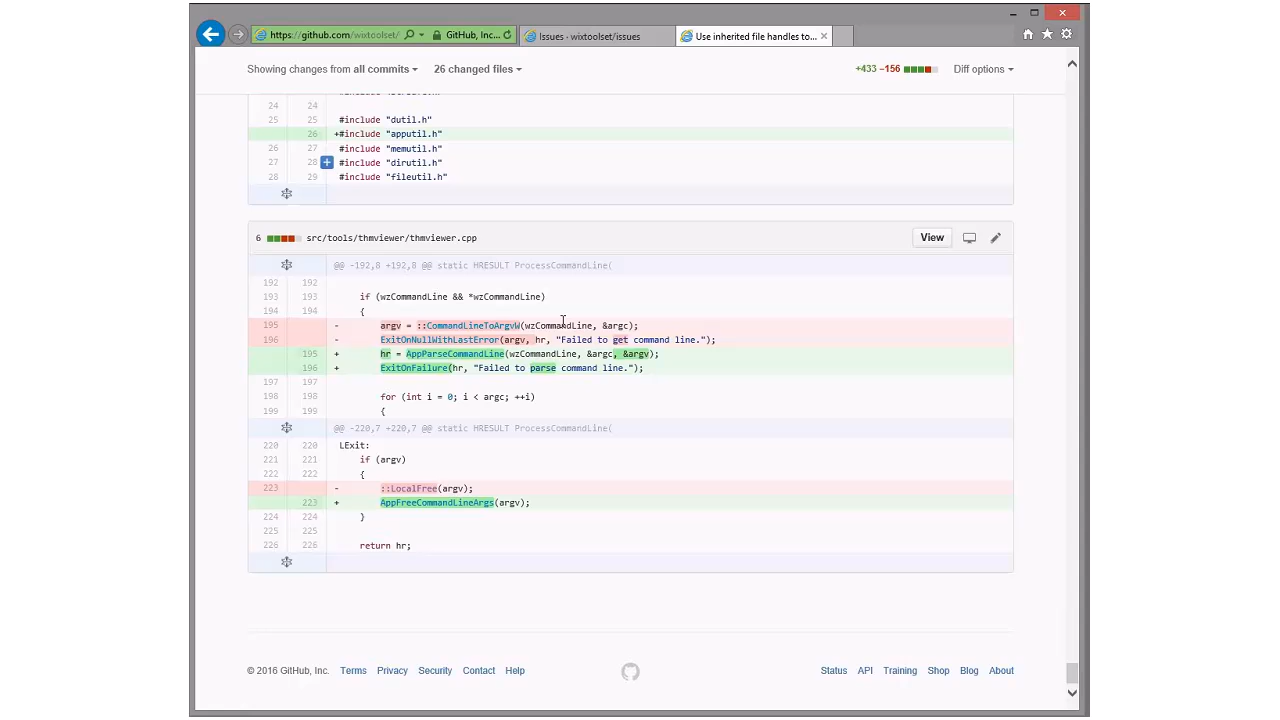 https://github.com/wixtoolset/ GitHub, Inc... Issues · wixtoolset/issues Use inherited file handles to...
Showing changes from all commits 26 changed files +433 −156 Diff options
24 24
25 25 #include "dutil.h"
26 +#include "apputil.h"
26 27 #include "memutil.h"
27 28 #include "dirutil.h"
28 29 #include "fileutil.h"
6 src/tools/thmviewer/thmviewer.cpp View
@@ -192,8 +192,8 @@ static HRESULT ProcessCommandLine(
192 192
193 193 if (wzCommandLine && *wzCommandLine)
194 194 {
195 - argv = ::CommandLineToArgvW(wzCommandLine, &argc);
196 - ExitOnNullWithLastError(argv, hr, "Failed to get command line.");
195 + hr = AppParseCommandLine(wzCommandLine, &argc, &argv);
196 + ExitOnFailure(hr, "Failed to parse command line.");
197 197
198 198 for (int i = 0; i < argc; ++i)
199 199 {
@@ -220,7 +220,7 @@ static HRESULT ProcessCommandLine(
220 220 LExit:
221 221 if (argv)
222 222 {
223 - ::LocalFree(argv);
223 + AppFreeCommandLineArgs(argv);
224 224 }
225 225
226 226 return hr;
© 2016 GitHub, Inc. Terms Privacy Security Contact Help Status API Training Shop Blog About